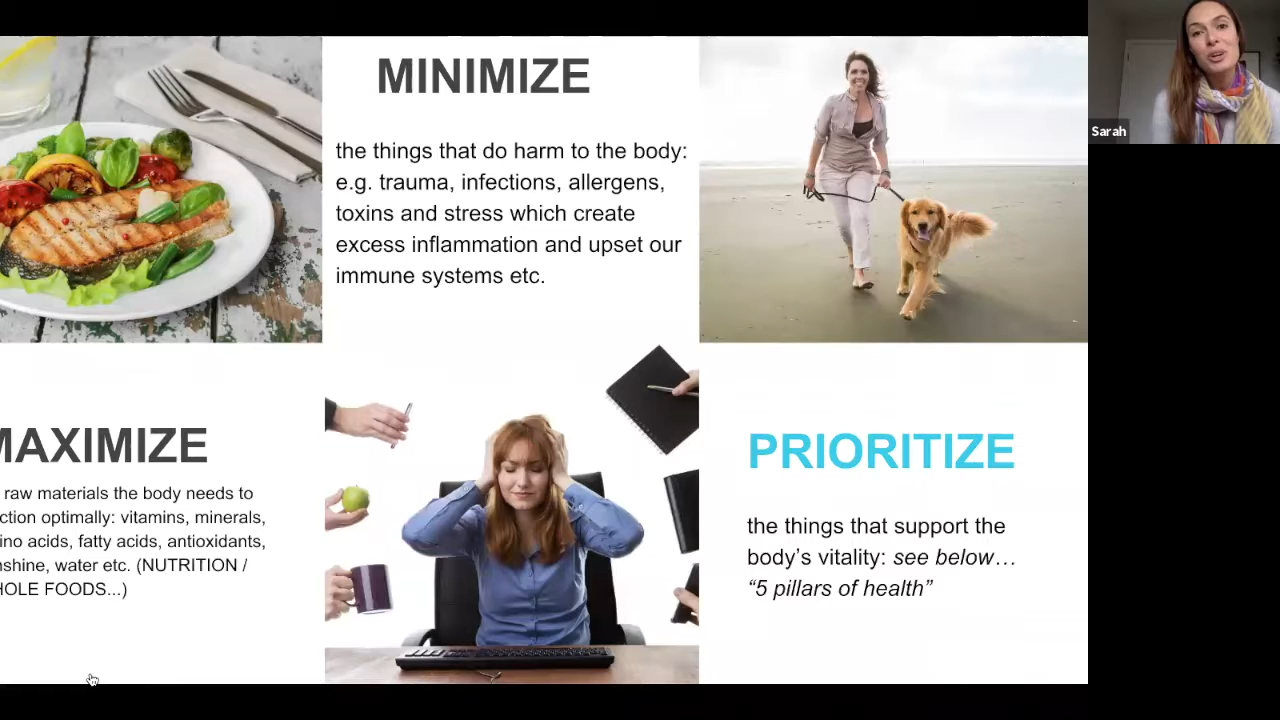 MINIMIZE
the things that do harm to the body:
e.g. trauma, infections, allergens,
toxins and stress which create
excess inflammation and upset our
immune systems etc.
MAXIMIZE
raw materials the body needs to
ction optimally: vitamins, minerals,
ino acids, fatty acids, antioxidants,
nshine, water etc. (NUTRITION /
HOLE FOODS...)
PRIORITIZE
the things that support the
body’s vitality: see below…
“5 pillars of health”
Sarah